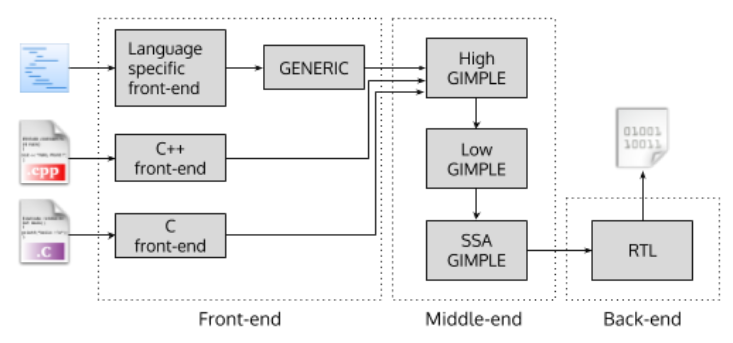 Language
specific
front-end
GENERIC
High
GIMPLE
C++
front-end
Low
GIMPLE
.cpp
C
front-end
SSA
GIMPLE
.C
RTL
01001
10011
Front-end
Middle-end
Back-end